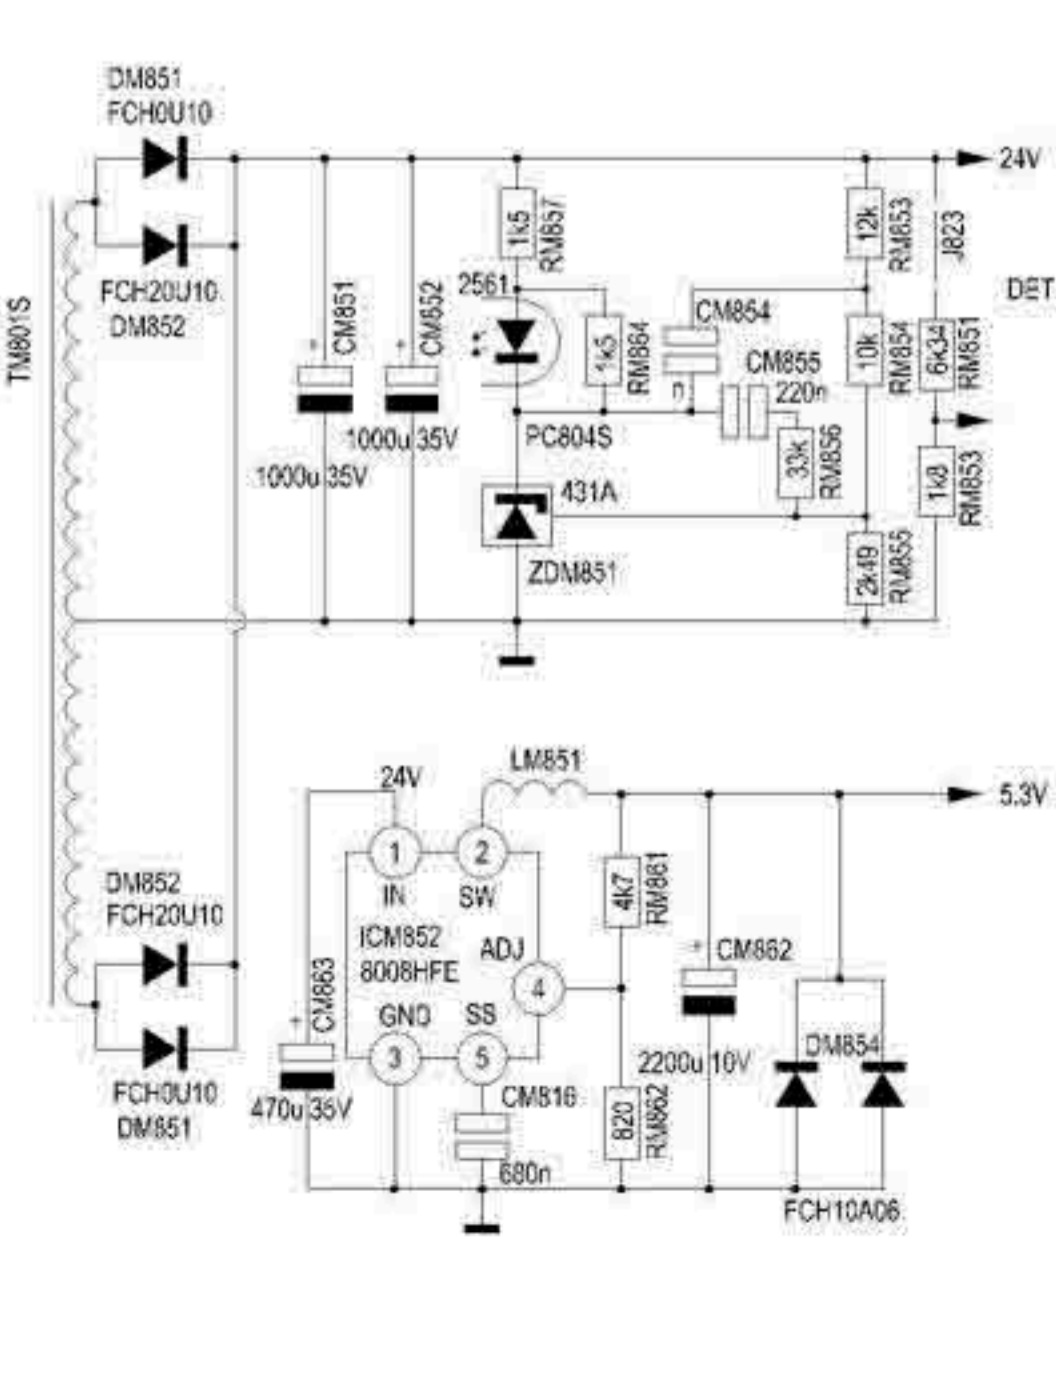 DM851
FCH0U10
24V
1k5
RM857
12k
RM853
J823
2561
DET
FCH20U10
DM852
TM801S
CM851
CM852
1k5
RM864
CM854
CM855
220n
n
10k
RM854
6k34
RM851
1000u 35V
1000u 35V
PC804S
33k
RM856
431A
1k8
RM853
ZDM851
2k49
RM855
LM851
24V
5.3V
1
2
IN
SW
4k7
RM861
DM852
FCH20U10
ICM852
8008HFE
ADJ
4
CM862
CM863
GND
SS
3
5
2200u 10V
DM854
FCH0U10
DM851
470u 35V
CM816
680n
820
RM862
FCH10A06